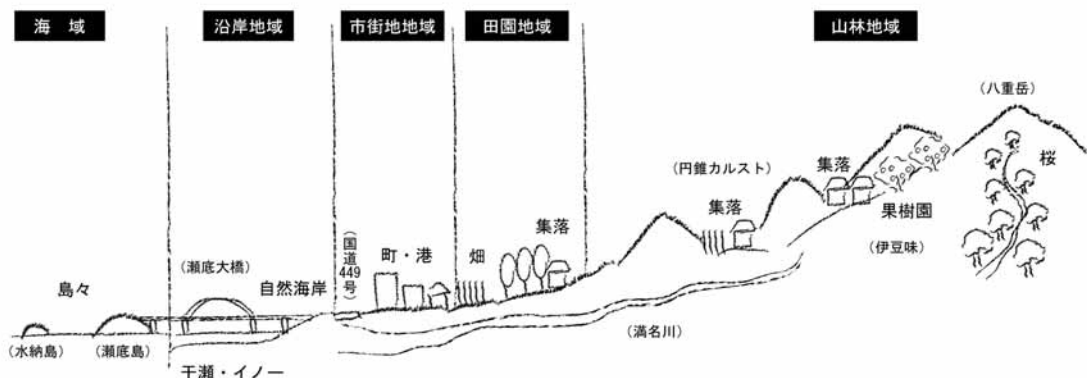 海 域
沿岸地域
市街地地域
田園地域
山林地域
(八重岳)
桜
(円錐カルスト)
集落
集落
果樹園
(伊豆味)
集落
畑
町・港
(国道449号)
(瀬底大橋)
自然海岸
島々
(満名川)
(水納島)
(瀬底島)
干瀬・イノー